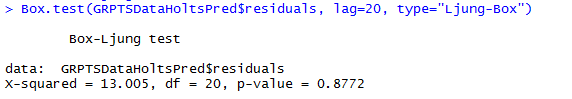 > Box.test(GRPTSDataHoltsPred$residuals, lag=20, type="Ljung-Box")
Box-Ljung test
data:  GRPTSDataHoltsPred$residuals
X-squared = 13.005, df = 20, p-value = 0.8772